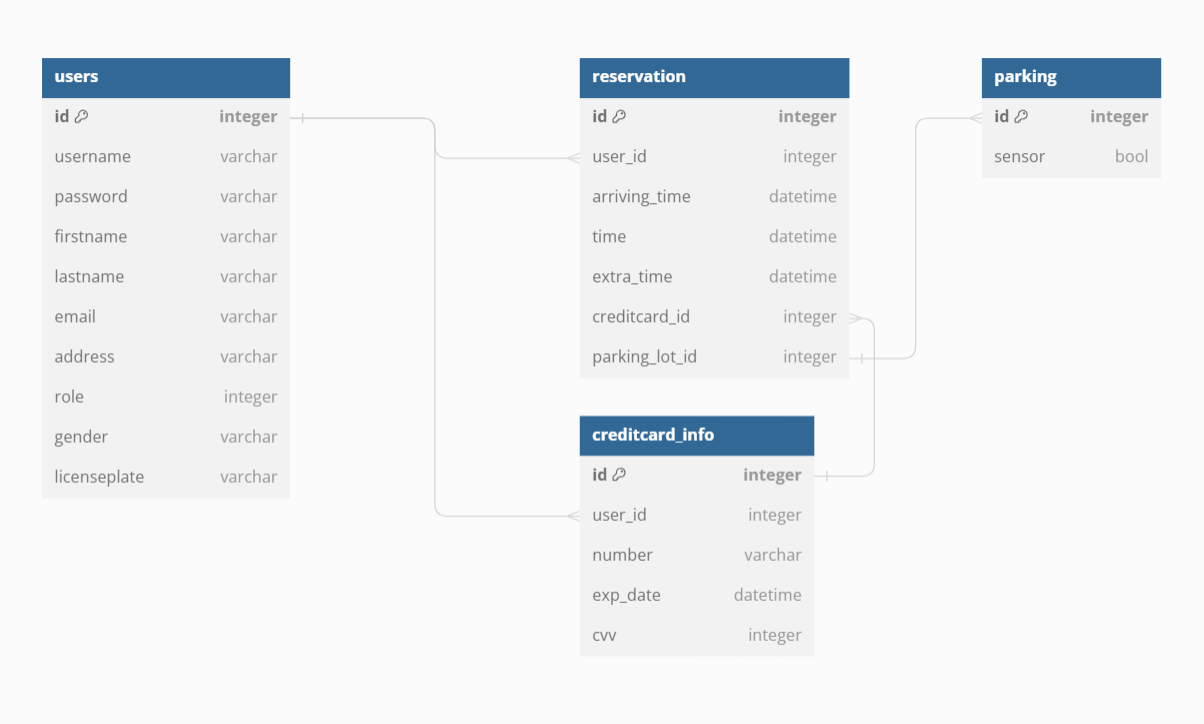 users
id integer
username varchar
password varchar
firstname varchar
lastname varchar
email varchar
address varchar
role integer
gender varchar
licenseplate varchar
reservation
id integer
user_id integer
arriving_time datetime
time datetime
extra_time datetime
creditcard_id integer
parking_lot_id integer
creditcard_info
id integer
user_id integer
number varchar
exp_date datetime
cvv integer
parking
id integer
sensor bool